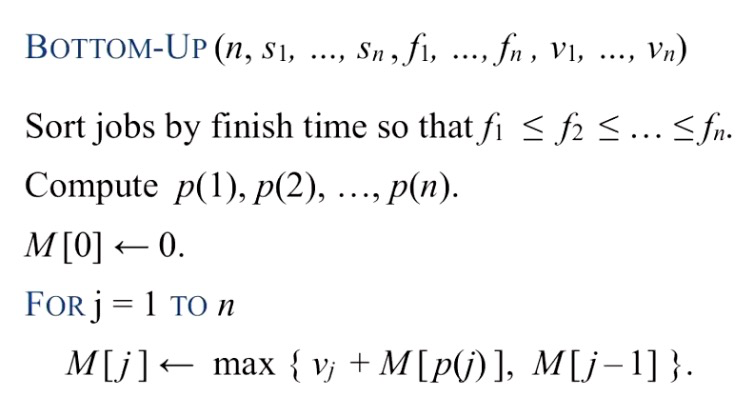 BOTTOM-UP (n, s1, ..., sn , f1, ..., fn , v1, ..., vn)
Sort jobs by finish time so that f1 ≤ f2 ≤ ... ≤ fn.
Compute p(1), p(2), ..., p(n).
M[0] ← 0.
FOR j = 1 TO n
M[j] ← max { vj + M[p(j)], M[j–1] }.